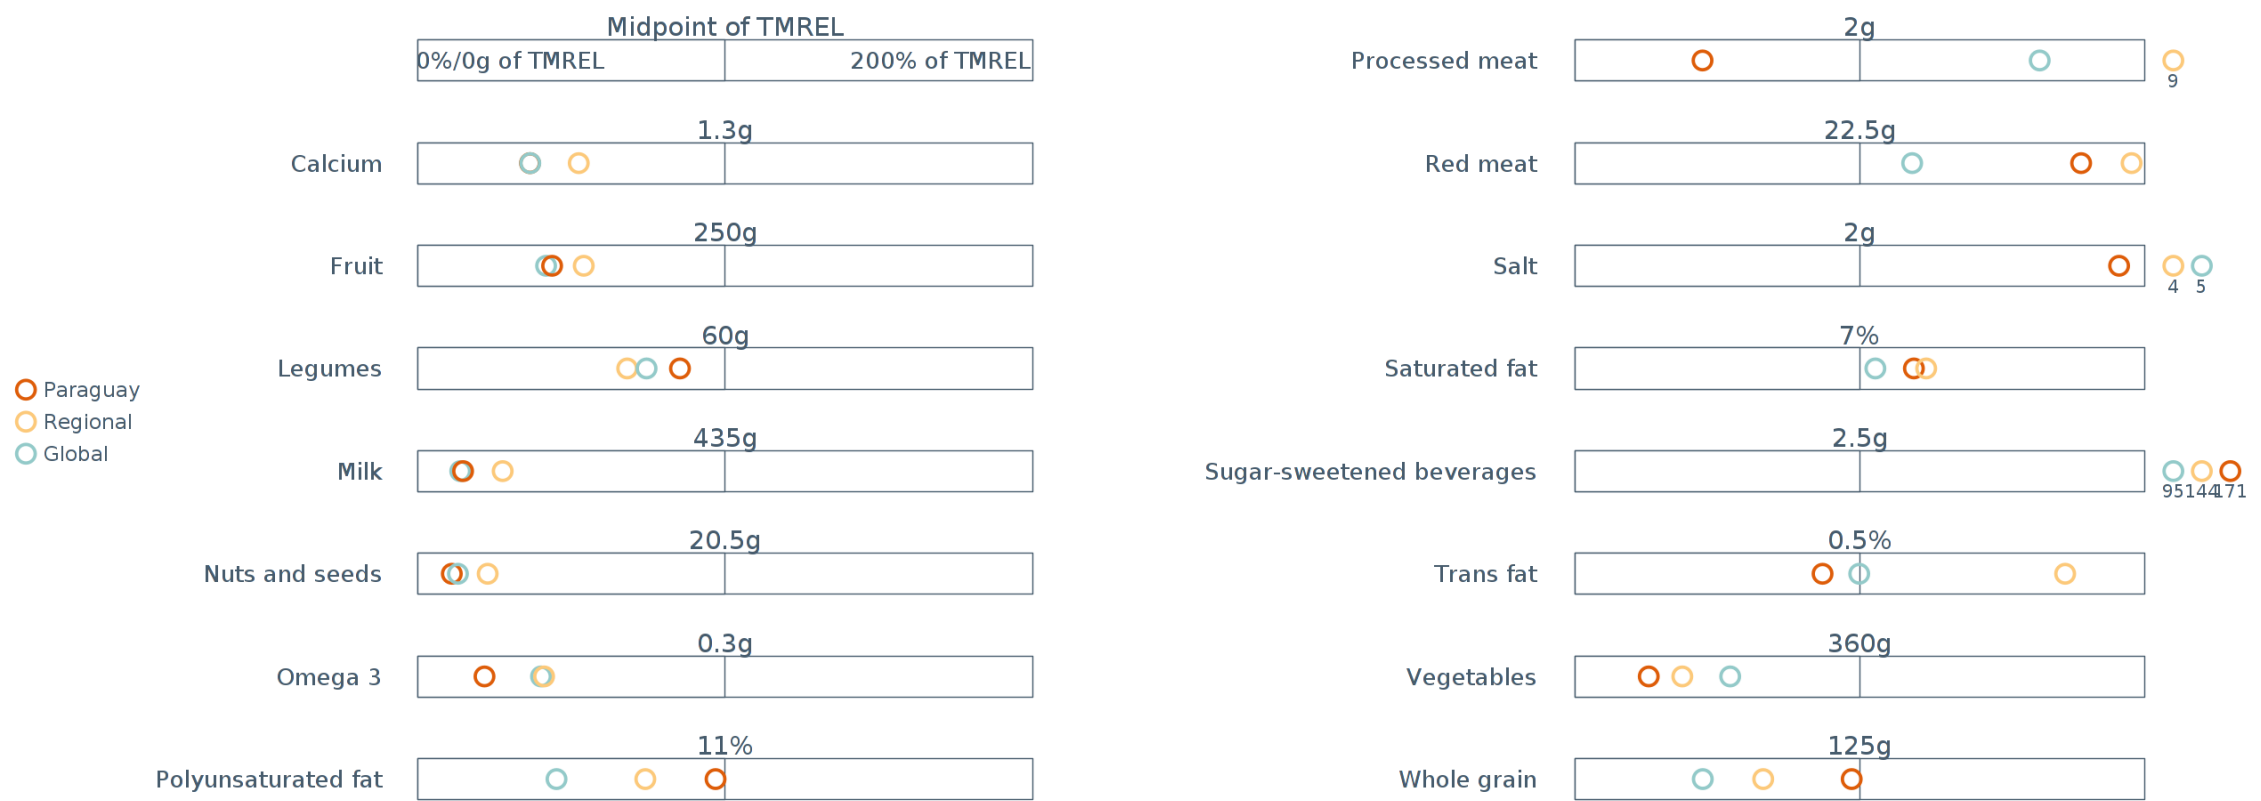 Midpoint of TMREL
0%/0g of TMREL 200% of TMREL
Calcium 1.3g
Fruit 250g
Legumes 60g
Milk 435g
Nuts and seeds 20.5g
Omega 3 0.3g
Polyunsaturated fat 11%
Paraguay
Regional
Global
Processed meat 2g
9
Red meat 22.5g
Salt 2g
4 5
Saturated fat 7%
Sugar-sweetened beverages 2.5g
95 144 171
Trans fat 0.5%
Vegetables 360g
Whole grain 125g